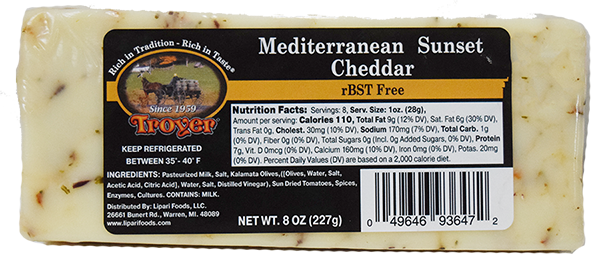 Rich in Tradition - Rich in Taste®
Since 1959
Troyer®
KEEP REFRIGERATED
BETWEEN 35°- 40° F
Mediterranean Sunset
Cheddar
rBST Free
Nutrition Facts: Servings: 8, Serv. Size: 1oz. (28g),
Amount per serving: Calories 110, Total Fat 9g (12% DV), Sat. Fat 6g (30% DV),
Trans Fat 0g, Cholest. 30mg (10% DV), Sodium 170mg (7% DV), Total Carb. 1g
(0% DV), Fiber 0g (0% DV), Total Sugars 0g (Incl. 0g Added Sugars, 0% DV), Protein
7g, Vit. D 0mcg (0% DV), Calcium 160mg (10% DV), Iron 0mg (0% DV), Potas. 20mg
(0% DV). Percent Daily Values (DV) are based on a 2,000 calorie diet.
INGREDIENTS: Pasteurized Milk, Salt, Kalamata Olives,([Olives, Water, Salt,
Acetic Acid, Citric Acid], Water, Salt, Distilled Vinegar), Sun Dried Tomatoes, Spices,
Enzymes, Cultures. CONTAINS: MILK.
Distributed By: Lipari Foods, LLC.
26661 Bunert Rd., Warren, MI. 48089
www.liparifoods.com
NET WT. 8 OZ (227g)
0 49646 93647 2